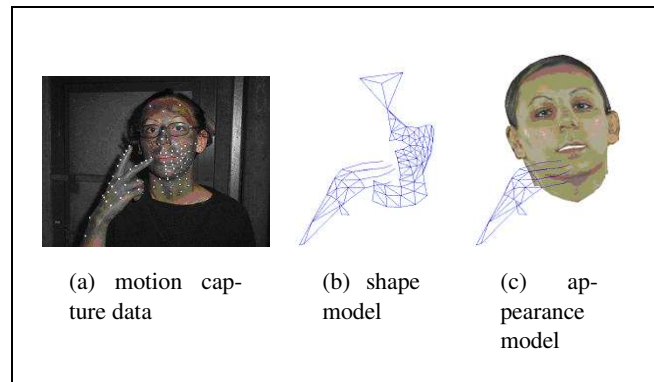 (a) motion cap-
ture data
(b) shape
model
(c) ap-
pearance
model